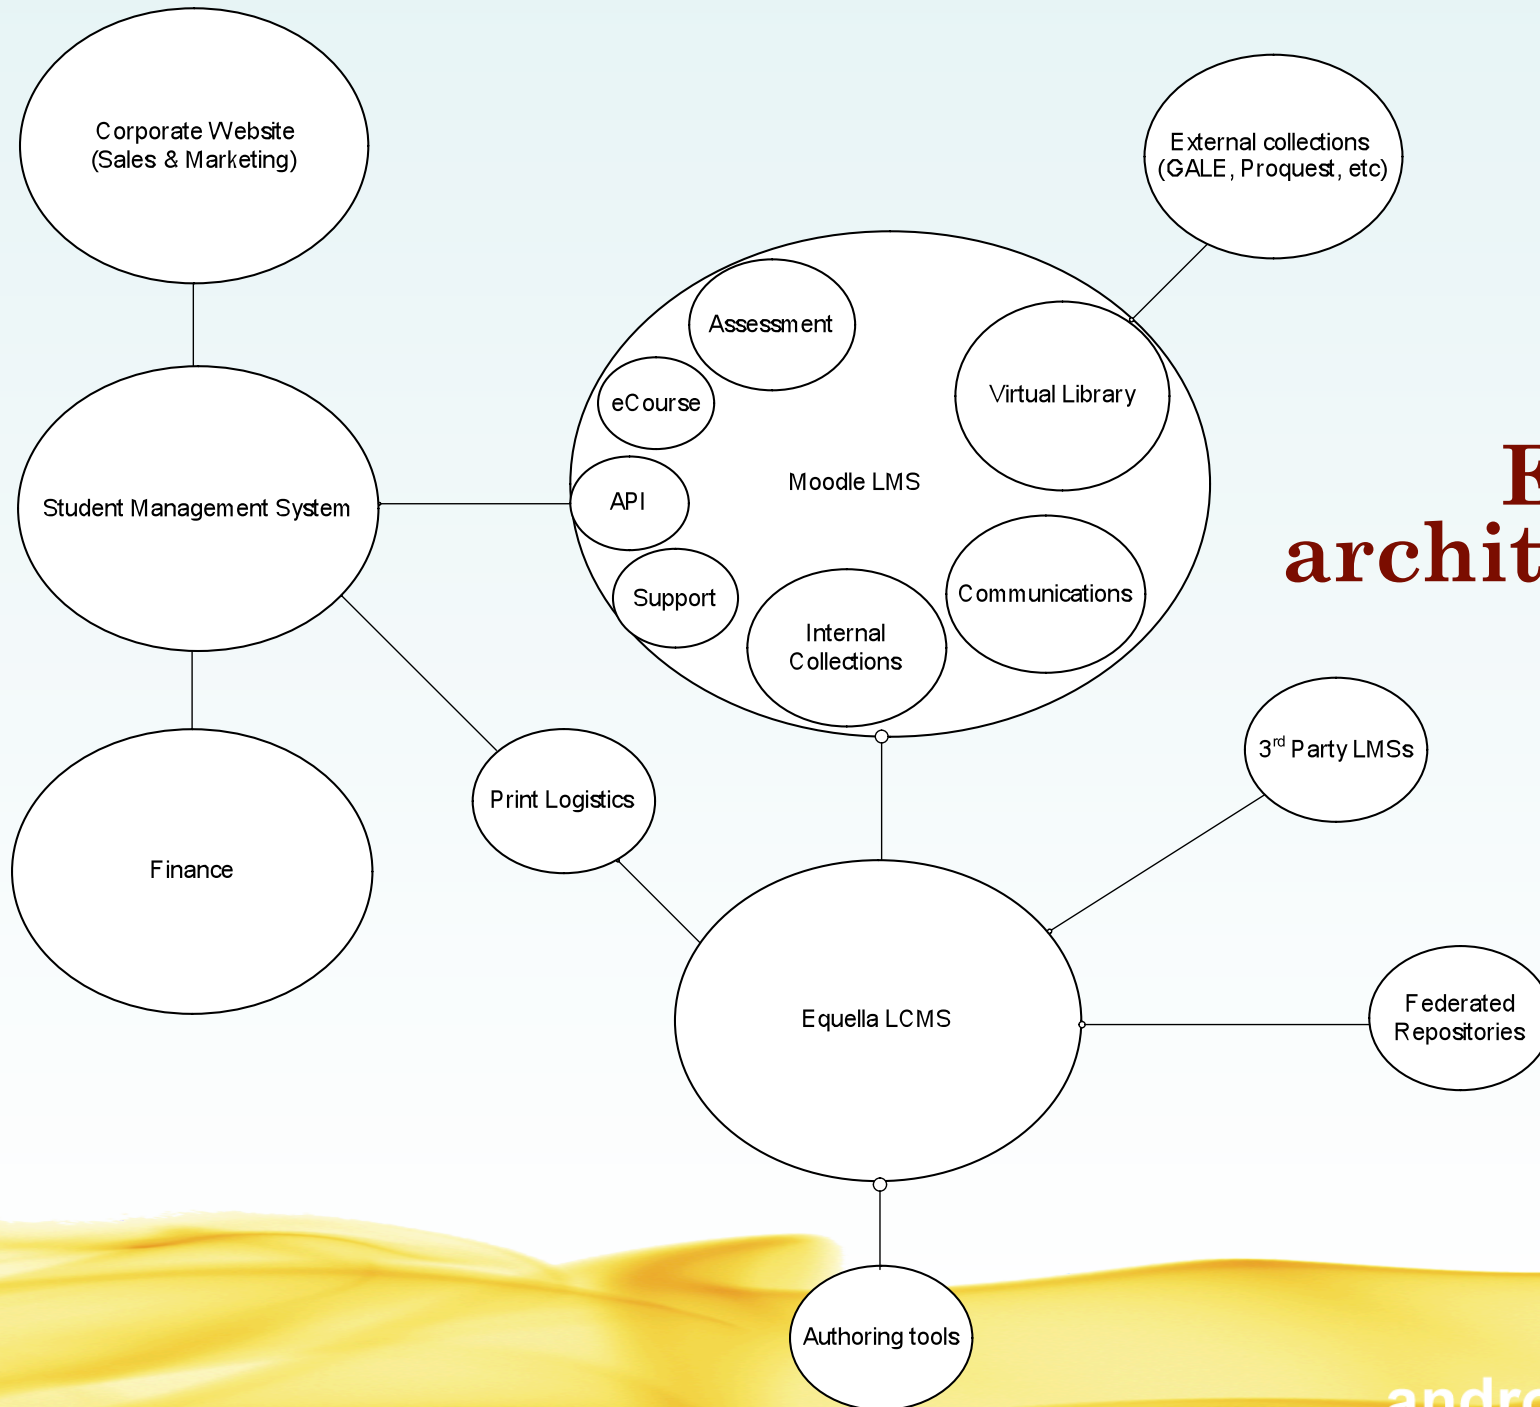 Corporate Website
(Sales & Marketing)
External collections
(GALE, Proquest, etc)
Assessment
eCourse
Virtual Library
Moodle LMS
API
Student Management System
Support
Communications
Internal
Collections
3rd Party LMSs
Print Logistics
Finance
Equella LCMS
Federated
Repositories
Authoring tools